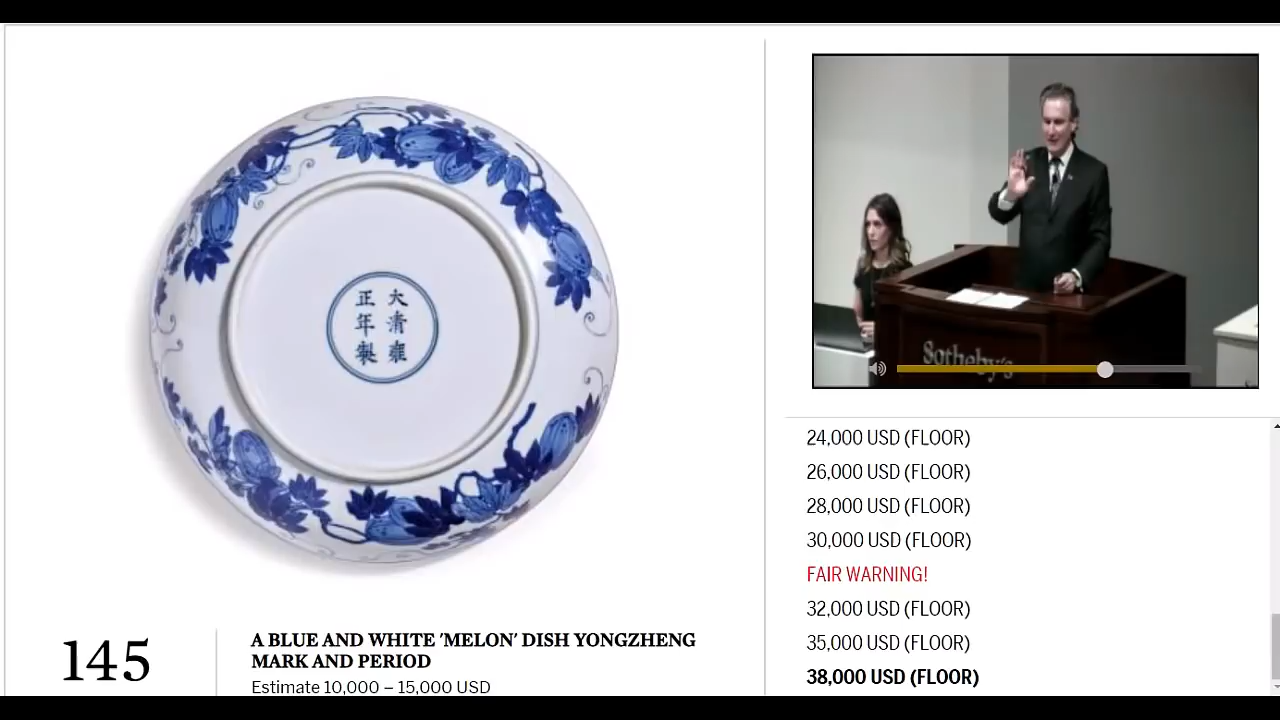 大清雍
正年製
Sotheby's
24,000 USD (FLOOR)
26,000 USD (FLOOR)
28,000 USD (FLOOR)
30,000 USD (FLOOR)
FAIR WARNING!
32,000 USD (FLOOR)
35,000 USD (FLOOR)
38,000 USD (FLOOR)
145
A BLUE AND WHITE 'MELON' DISH YONGZHENG
MARK AND PERIOD
Estimate 10,000 – 15,000 USD